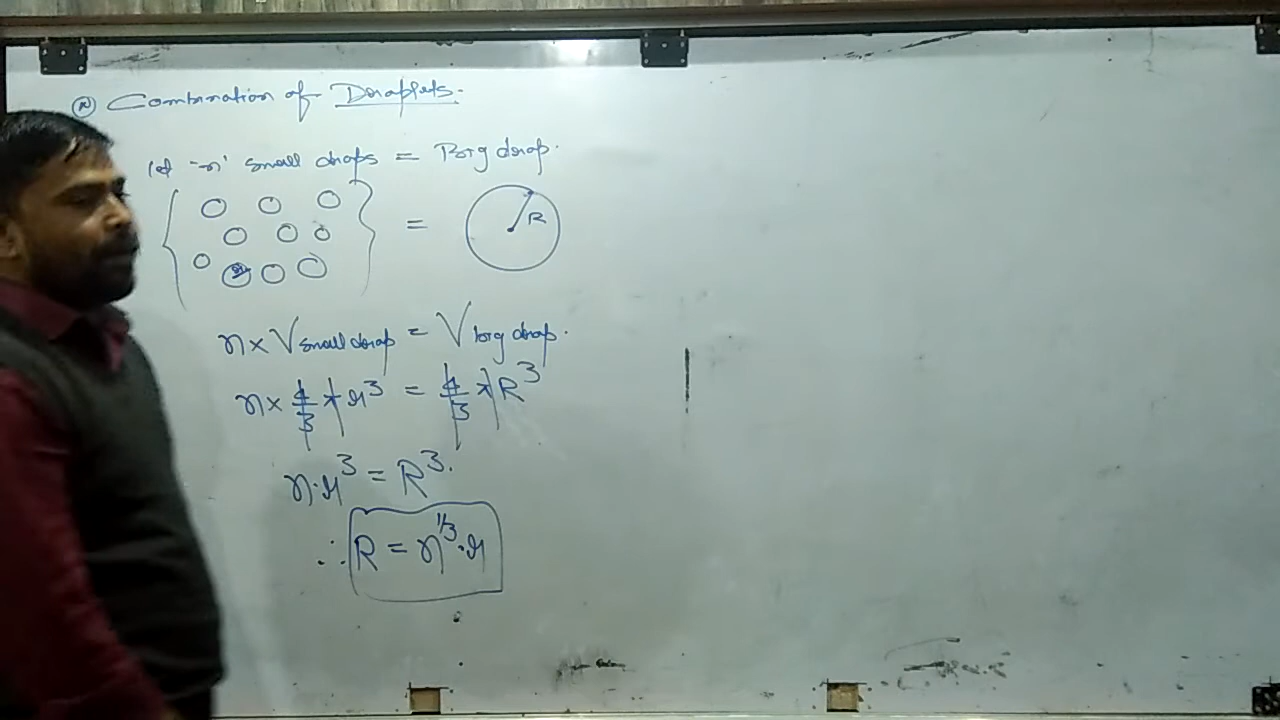 Ⓡ Combination of Droplets.
let 'n' small drops = Big drop.
r = R
n × V small drop = V big drop.
n × 4/3 π r³ = 4/3 π R³
n·r³ = R³.
∴ R = n^1/3 · r